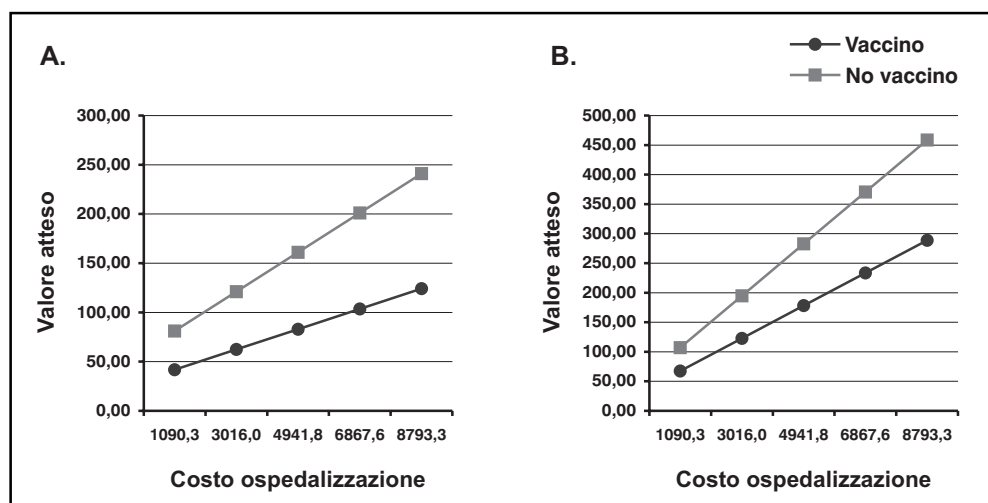 A.
300,00
250,00
200,00
150,00
100,00
50,00
0,00
Valore atteso
1090,3 3016,0 4941,8 6867,6 8793,3
Costo ospedalizzazione
B.
Vaccino
No vaccino
500,00
450,00
400,00
350,00
300,00
250,00
200,00
150,00
100,00
50,00
0,00
Valore atteso
1090,3 3016,0 4941,8 6867,6 8793,3
Costo ospedalizzazione